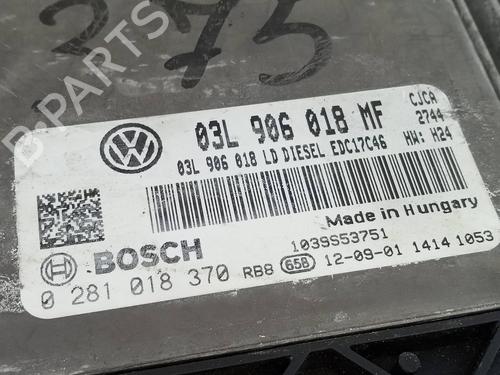 B-PARTS
275
03L 906 018 MF
CJCA
2744
03L 906 018 LD DIESEL EDC17C46
HW: H24
Made in Hungary
BOSCH
1039S53751
0 281 018 370 RB8 658 12-09-01 1414 1053